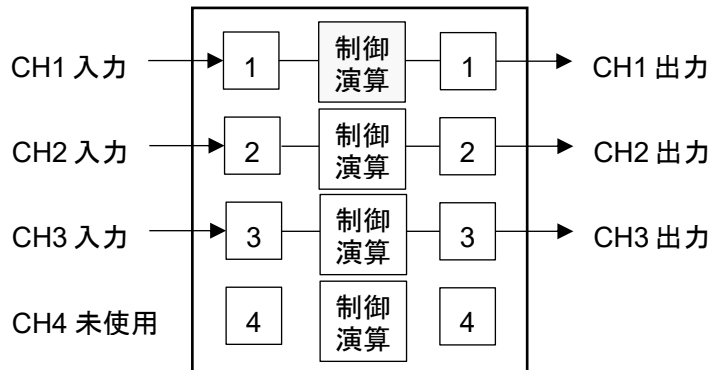 CH1 入力 1 制御 演算 1 CH1 出力
CH2 入力 2 制御 演算 2 CH2 出力
CH3 入力 3 制御 演算 3 CH3 出力
CH4 未使用 4 制御 演算 4